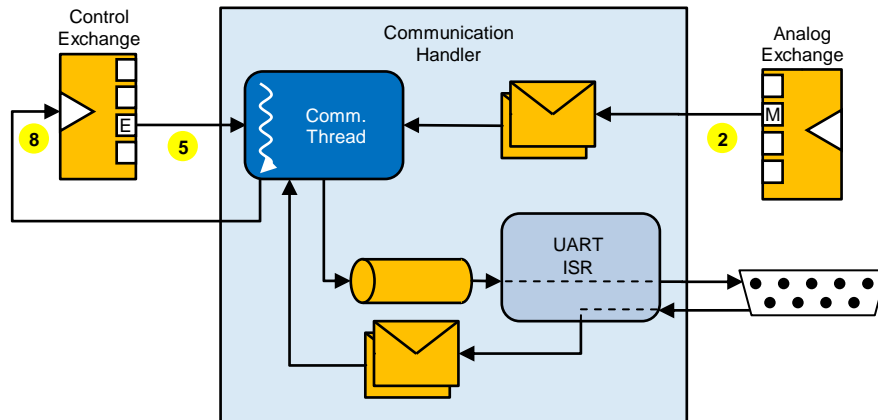 Control
Exchange
Communication
Handler
Analog
Exchange
E
8
5
Comm.
Thread
2
M
UART
ISR